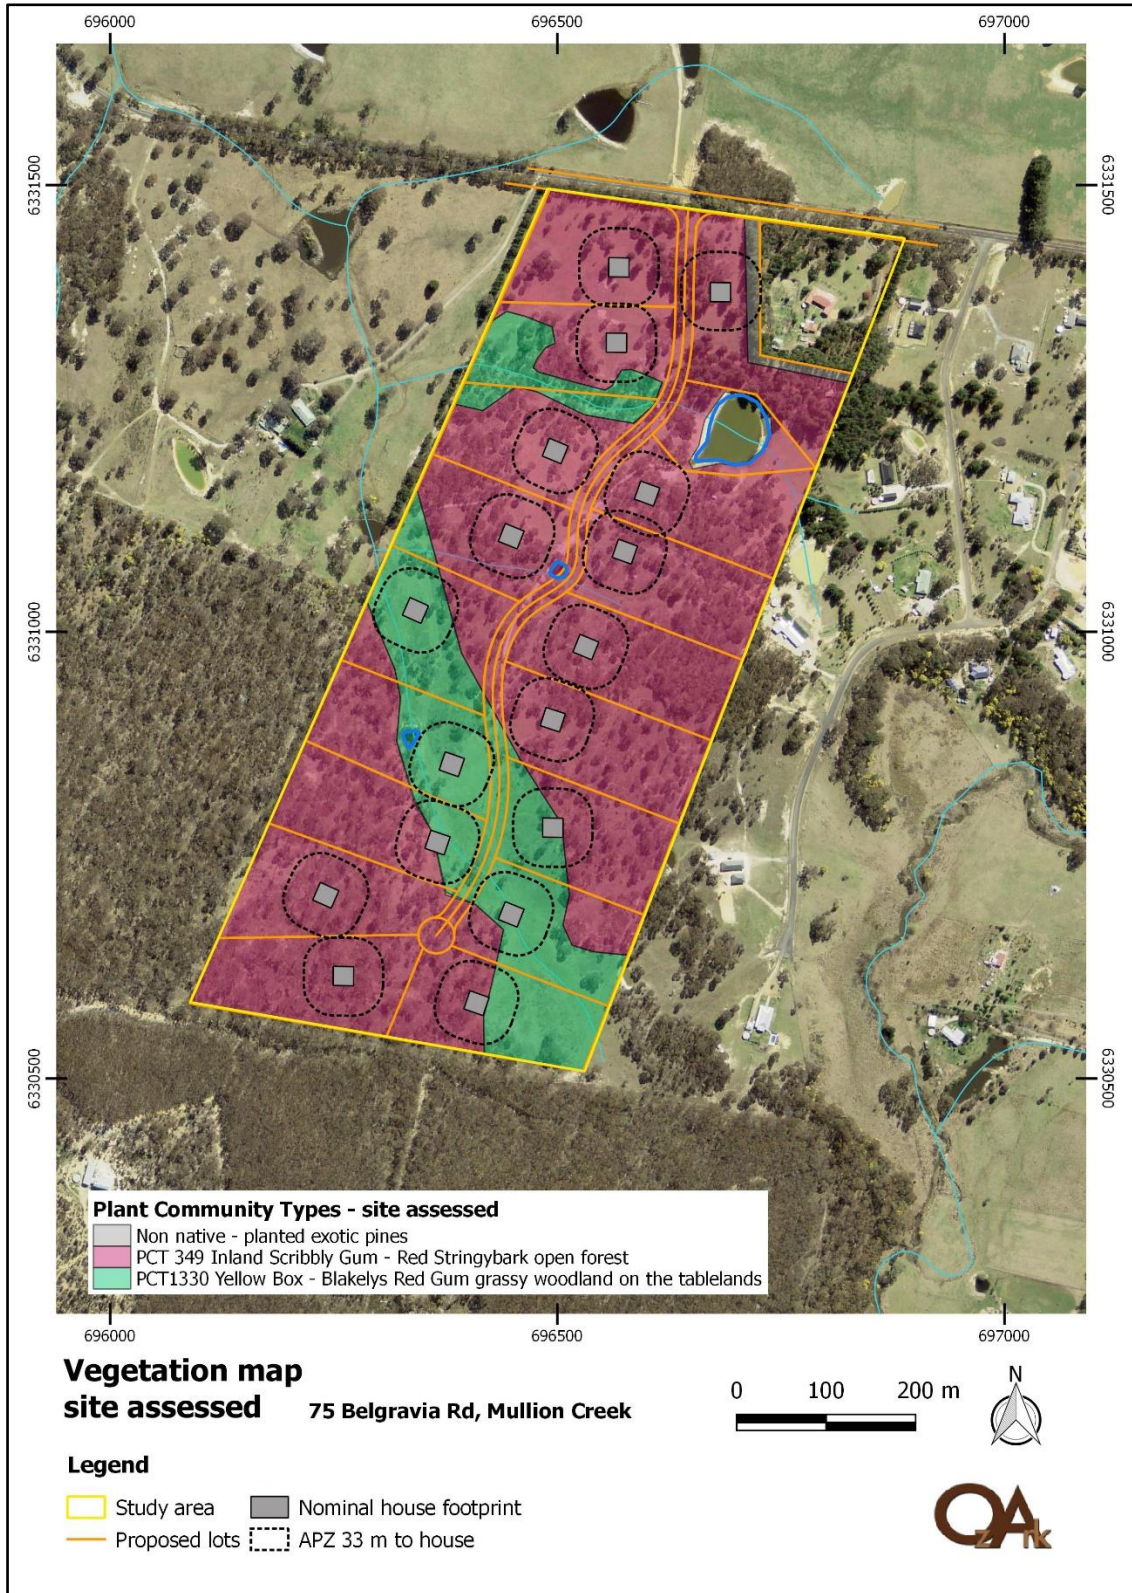 696000 696500 697000
6331500 6331500
6331000 6331000
6330500 6330500
Plant Community Types - site assessed
Non native - planted exotic pines
PCT 349 Inland Scribbly Gum - Red Stringybark open forest
PCT1330 Yellow Box - Blakelys Red Gum grassy woodland on the tablelands
696000 696500 697000
Vegetation map
site assessed 75 Belgravia Rd, Mullion Creek
0 100 200 m
N
Legend
Study area Nominal house footprint
Proposed lots APZ 33 m to house
OzArk